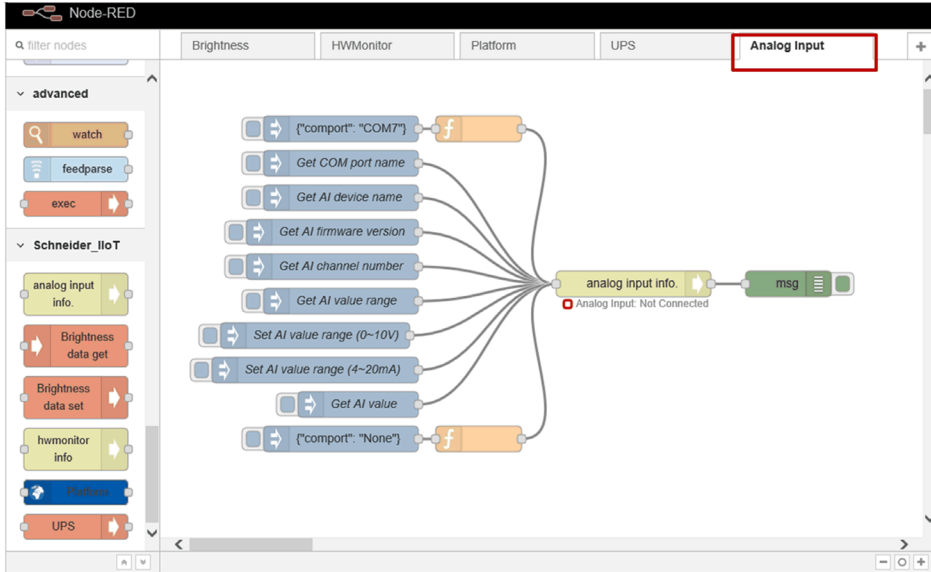 Node-RED
filter nodes
Brightness
HWMonitor
Platform
UPS
Analog Input
advanced
watch
feedparse
exec
Schneider_IIoT
analog input
info.
Brightness
data get
Brightness
data set
hwmonitor
info
Platform
UPS
{"comport": "COM7"}
Get COM port name
Get AI device name
Get AI firmware version
Get AI channel number
Get AI value range
Set AI value range (0~10V)
Set AI value range (4~20mA)
Get AI value
{"comport": "None"}
analog input info.
Analog Input: Not Connected
msg